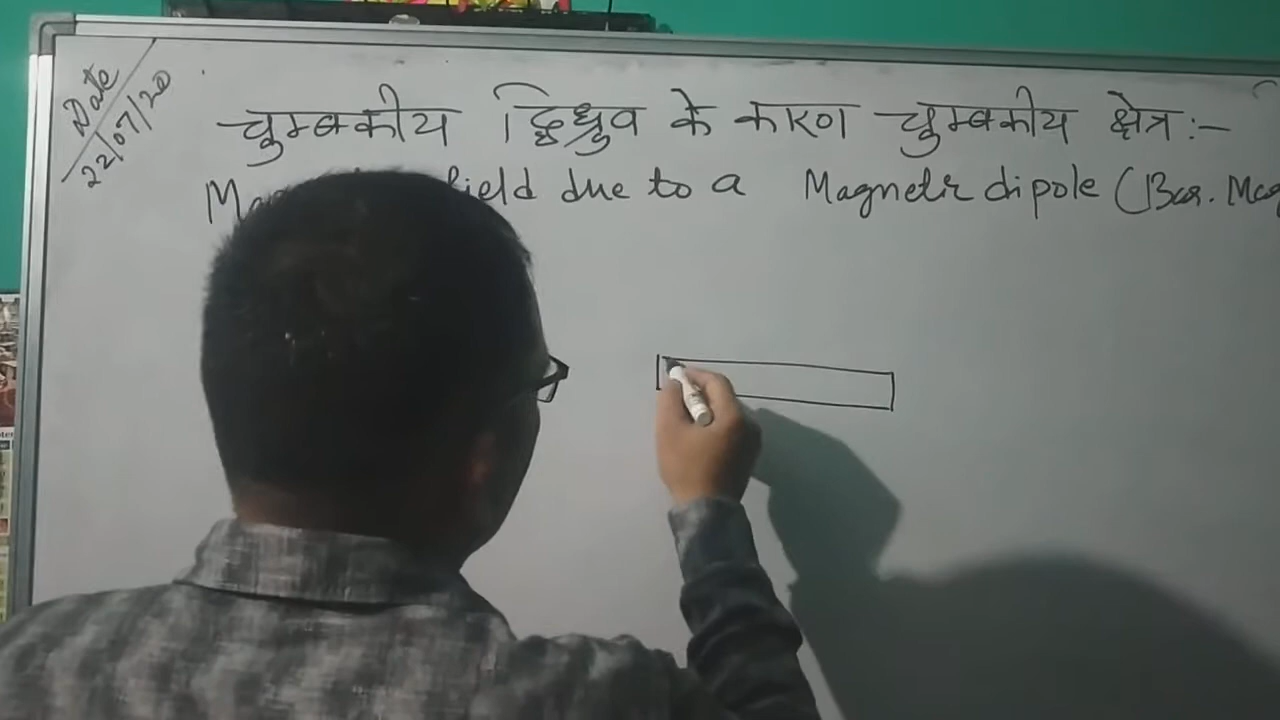 Date
22/07/20
चुम्बकीय द्विध्रुव के कारण चुम्बकीय क्षेत्र :-
field due to a Magnetic dipole (Bar. Mag